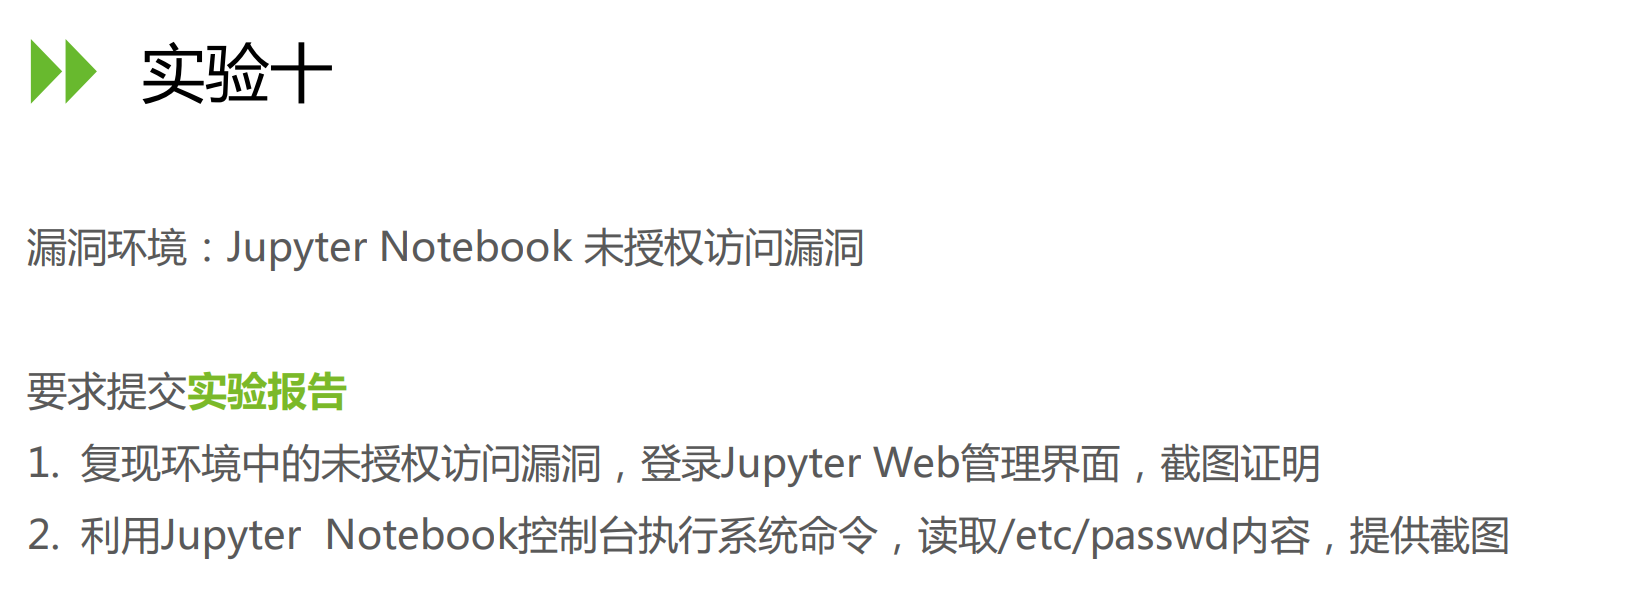 实验十
漏洞环境：Jupyter Notebook 未授权访问漏洞
要求提交实验报告
1. 复现环境中的未授权访问漏洞，登录Jupyter Web管理界面，截图证明
2. 利用Jupyter Notebook控制台执行系统命令，读取/etc/passwd内容，提供截图